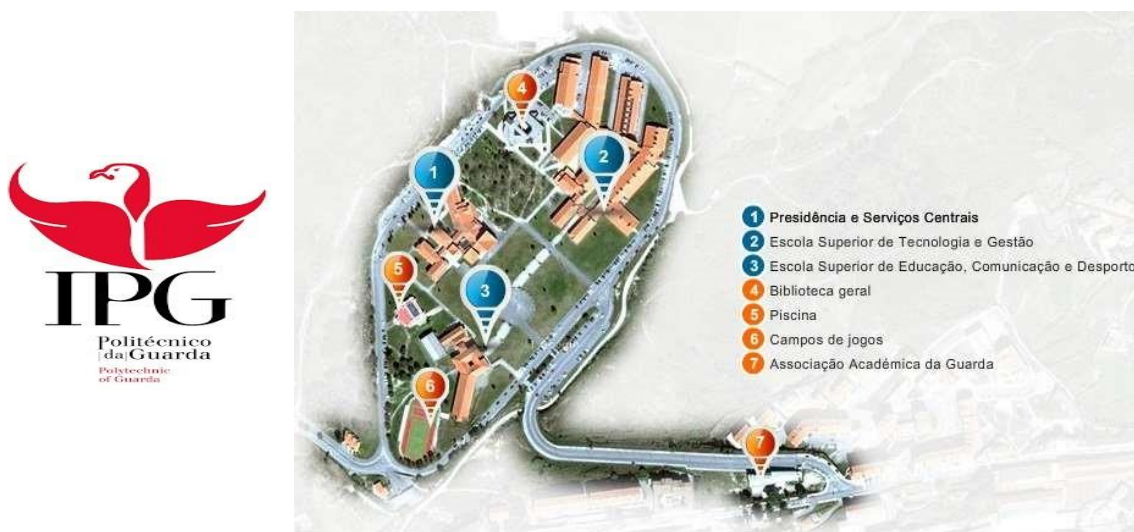 IPG
Politécnico
|da|Guarda
Polytechnic
of Guarda
4
2
1
5
3
6
7
1 Presidência e Serviços Centrais
2 Escola Superior de Tecnologia e Gestão
3 Escola Superior de Educação, Comunicação e Desporto
4 Biblioteca geral
5 Piscina
6 Campos de jogos
7 Associação Académica da Guarda